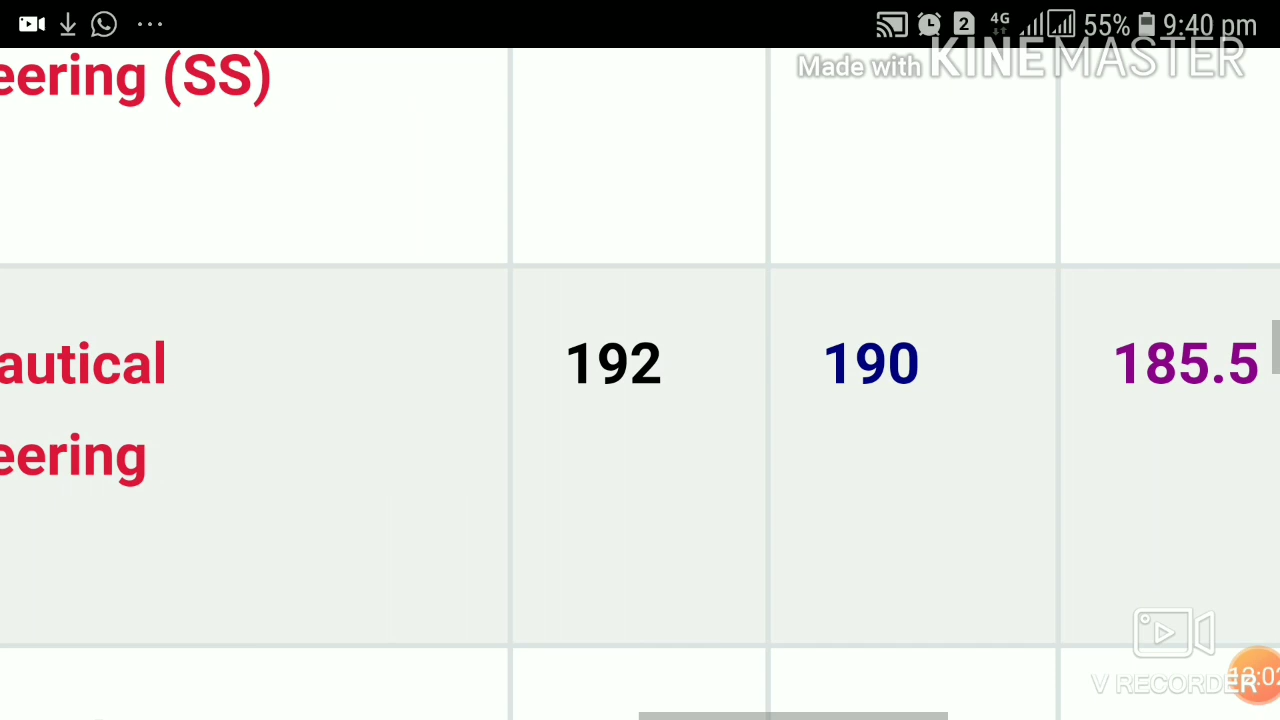 2 4G 55% 9:40 pm
Made with KINEMASTER
eering (SS)
autical 192 190 185.5
eering
V RECORDER